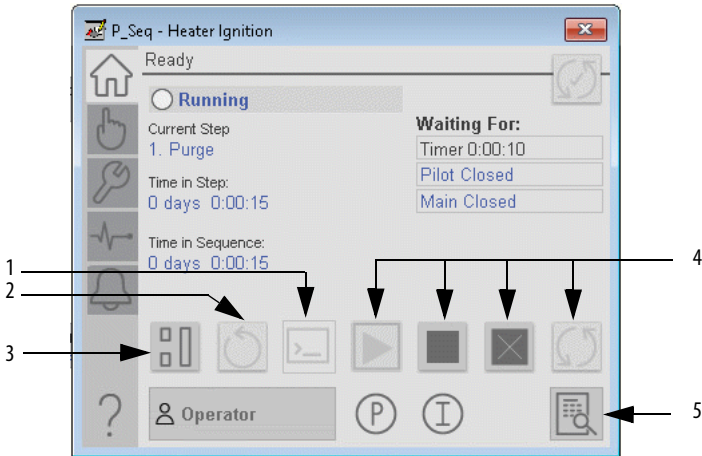 P_Seq - Heater Ignition
Ready
Running
Current Step
1. Purge
Time in Step:
0 days 0:00:15
Time in Sequence:
0 days 0:00:15
Waiting For:
Timer 0:00:10
Pilot Closed
Main Closed
1
2
3
4
5
Operator
P
I
?